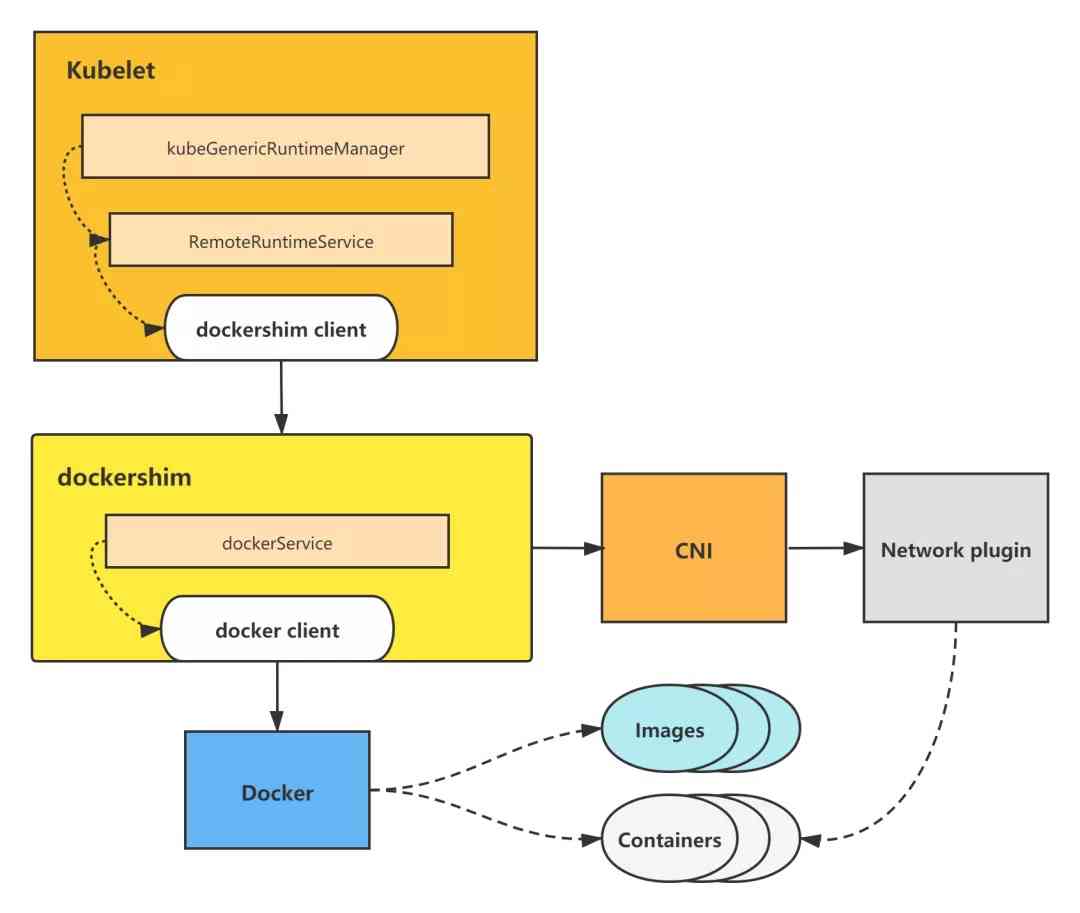 Kubelet
kubeGenericRuntimeManager
RemoteRuntimeService
dockershim client
dockershim
dockerService
docker client
CNI
Network plugin
Images
Docker
Containers